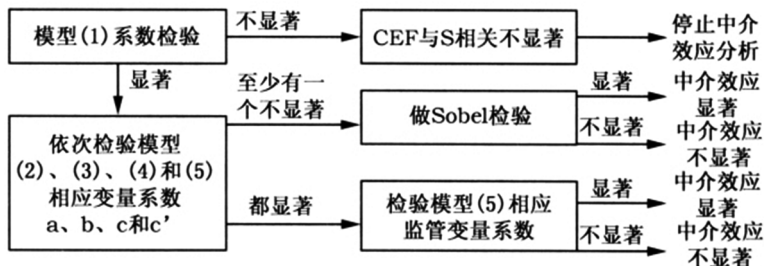 模型(1)系数检验
不显著
CEF与S相关不显著
停止中介
效应分析
显著
至少有一
个不显著
做Sobel检验
显著
中介效应
显著
不显著
中介效应
不显著
依次检验模型
(2)、(3)、(4)和(5)
相应变量系数
a、b、c和c’
都显著
检验模型(5)相应
监管变量系数
显著
中介效应
显著
不显著
中介效应
不显著